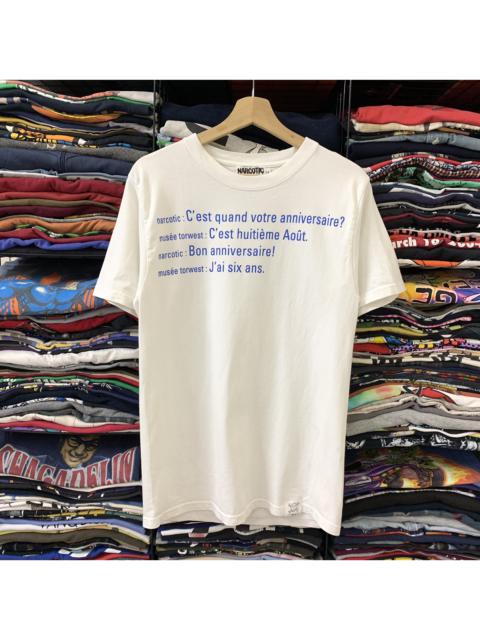 NARCOTIC
narcotic : C'est quand votre anniversaire?
musée torwest : C'est huitième Août.
narcotic : Bon anniversaire!
musée torwest : J'ai six ans.